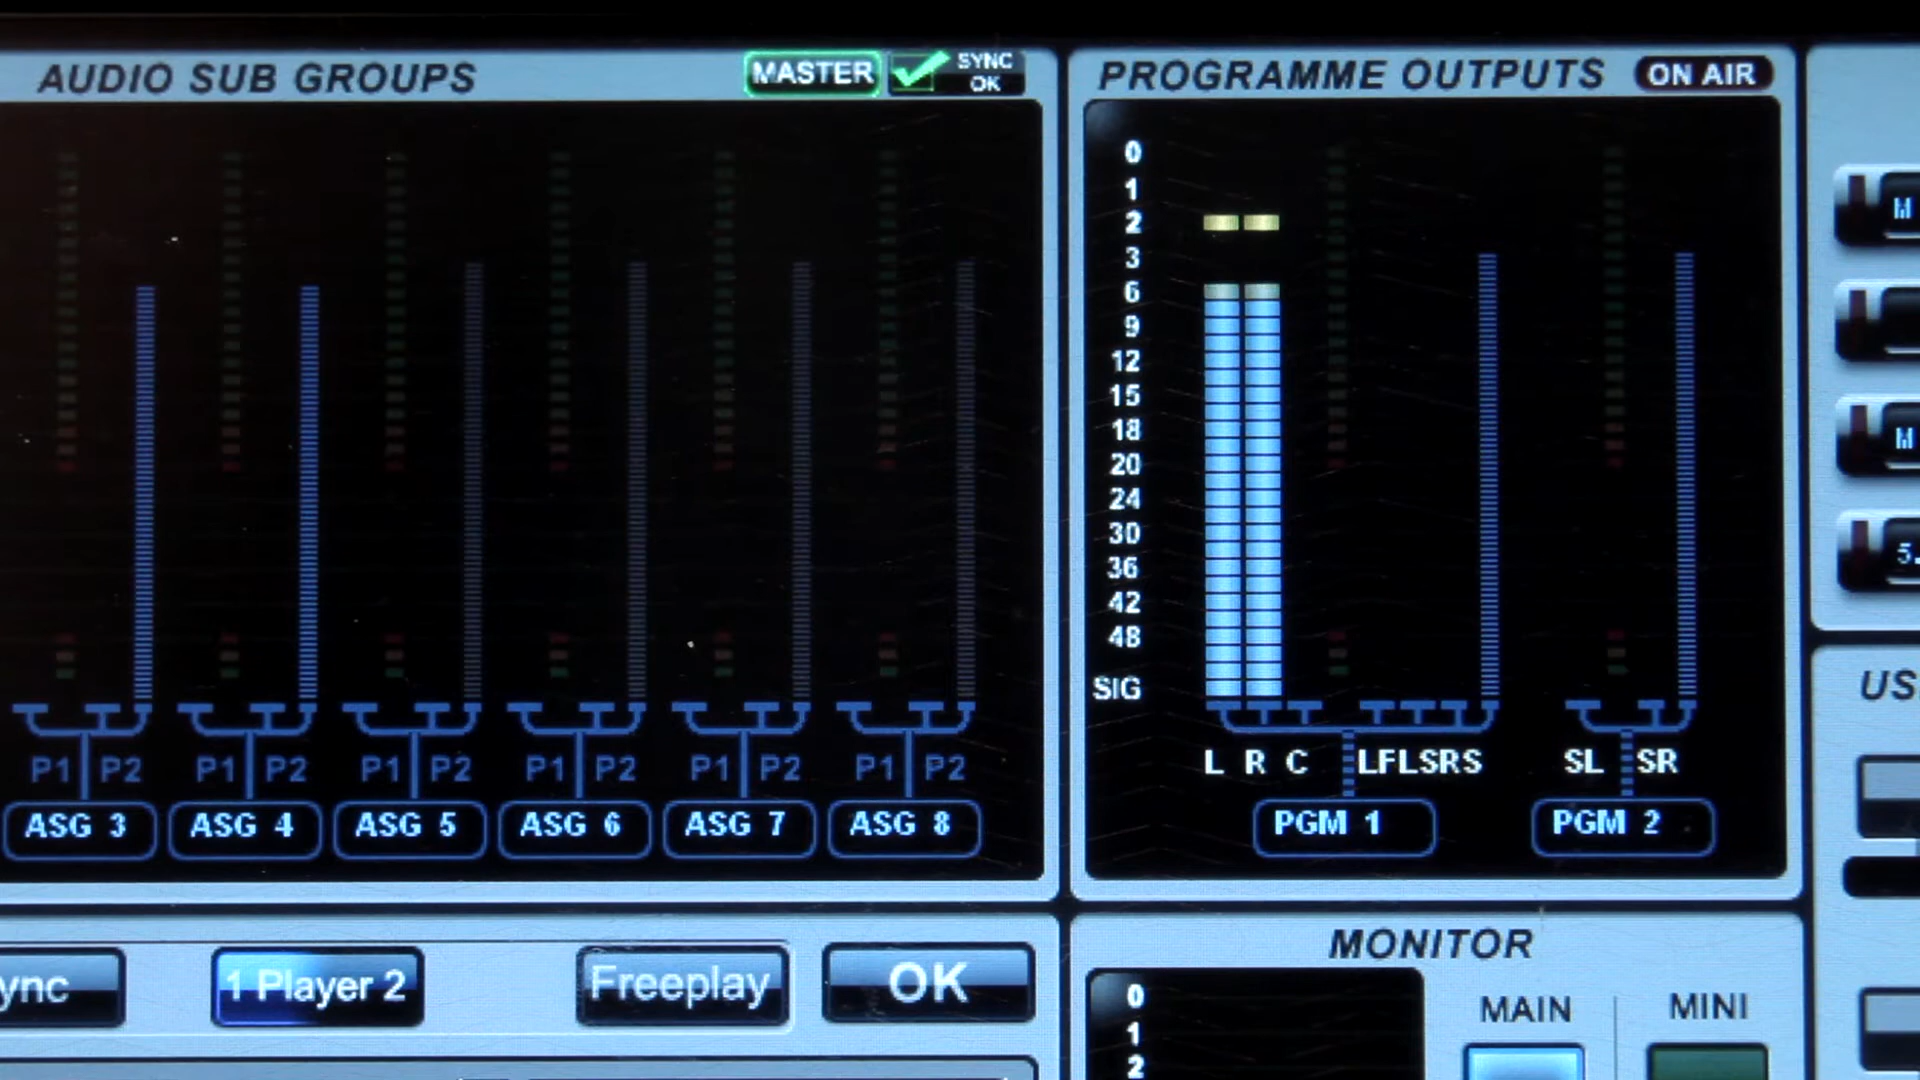 AUDIO SUB GROUPS
MASTER
SYNC
OK
P1 P2
P1 P2
P1 P2
P1 P2
P1 P2
P1 P2
ASG 3
ASG 4
ASG 5
ASG 6
ASG 7
ASG 8
PROGRAMME OUTPUTS
ON AIR
0
1
2
3
6
9
12
15
18
20
24
30
36
42
48
SIG
L R C LFLSRS
SL SR
PGM 1
PGM 2
M
M
5.
US
ync
1 Player 2
Freeplay
OK
MONITOR
0
1
2
MAIN
MINI